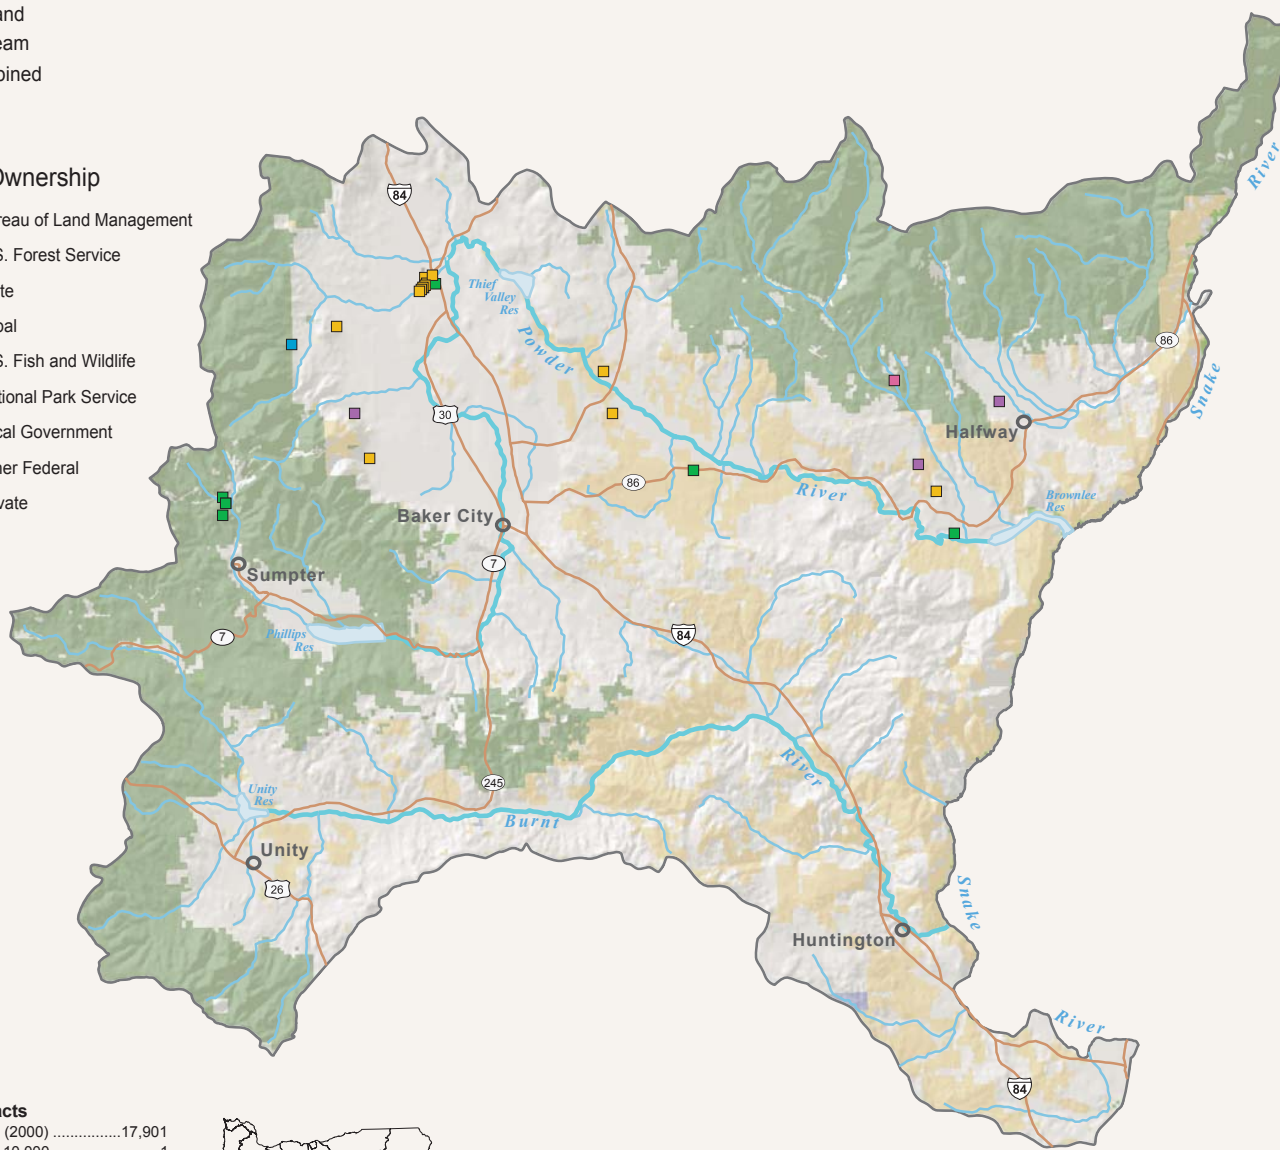 and
eam
bined
Ownership
reau of Land Management
S. Forest Service
te
bal
S. Fish and Wildlife
tional Park Service
cal Government
her Federal
vate
84
River
Thief
Valley
Res
Powder
86
Snake
30
Halfway
86
River
Brownlee
Res
Baker City
7
Sumpter
7
Phillips
Res
84
River
245
Unity
Res
Burnt
Unity
26
Snake
Huntington
River
84
acts
(2000) ................17,901